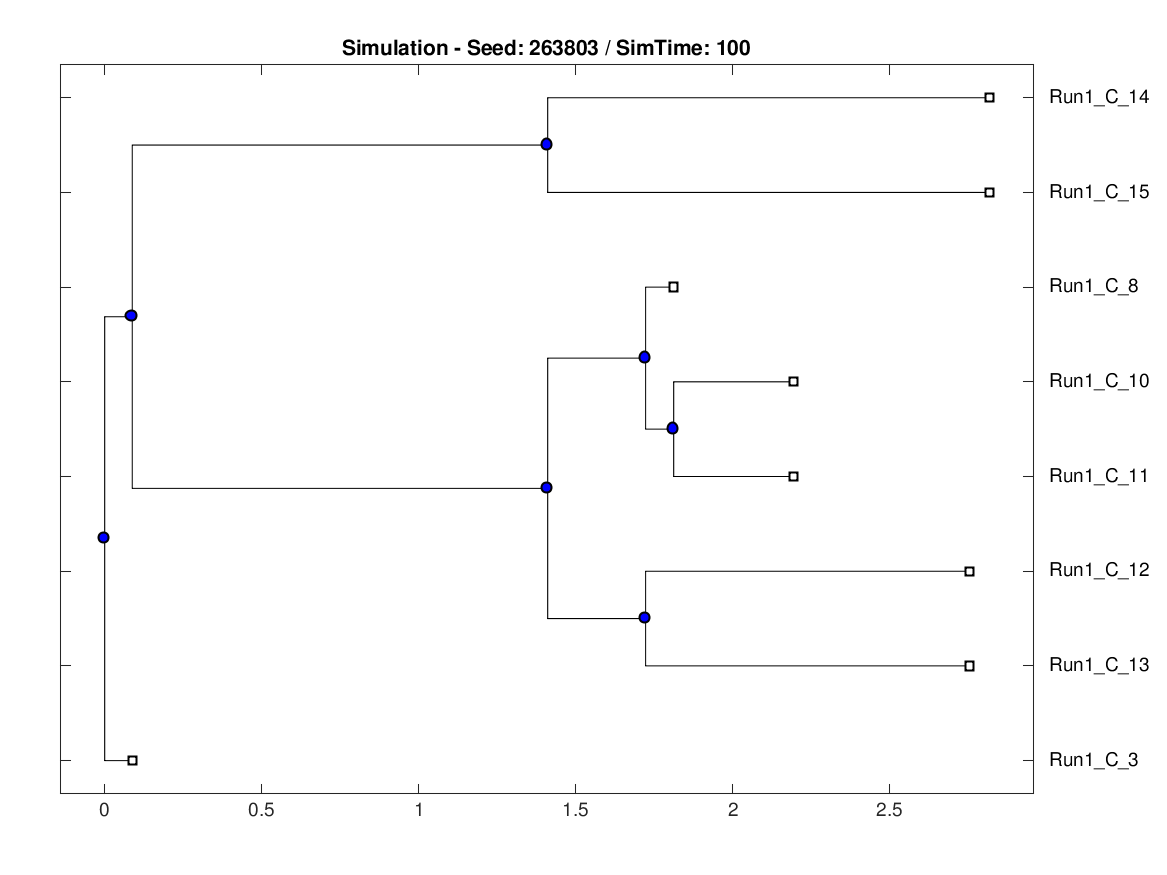 Simulation - Seed: 263803 / SimTime: 100
Run1_C_14
Run1_C_15
Run1_C_8
Run1_C_10
Run1_C_11
Run1_C_12
Run1_C_13
Run1_C_3
0 0.5 1 1.5 2 2.5